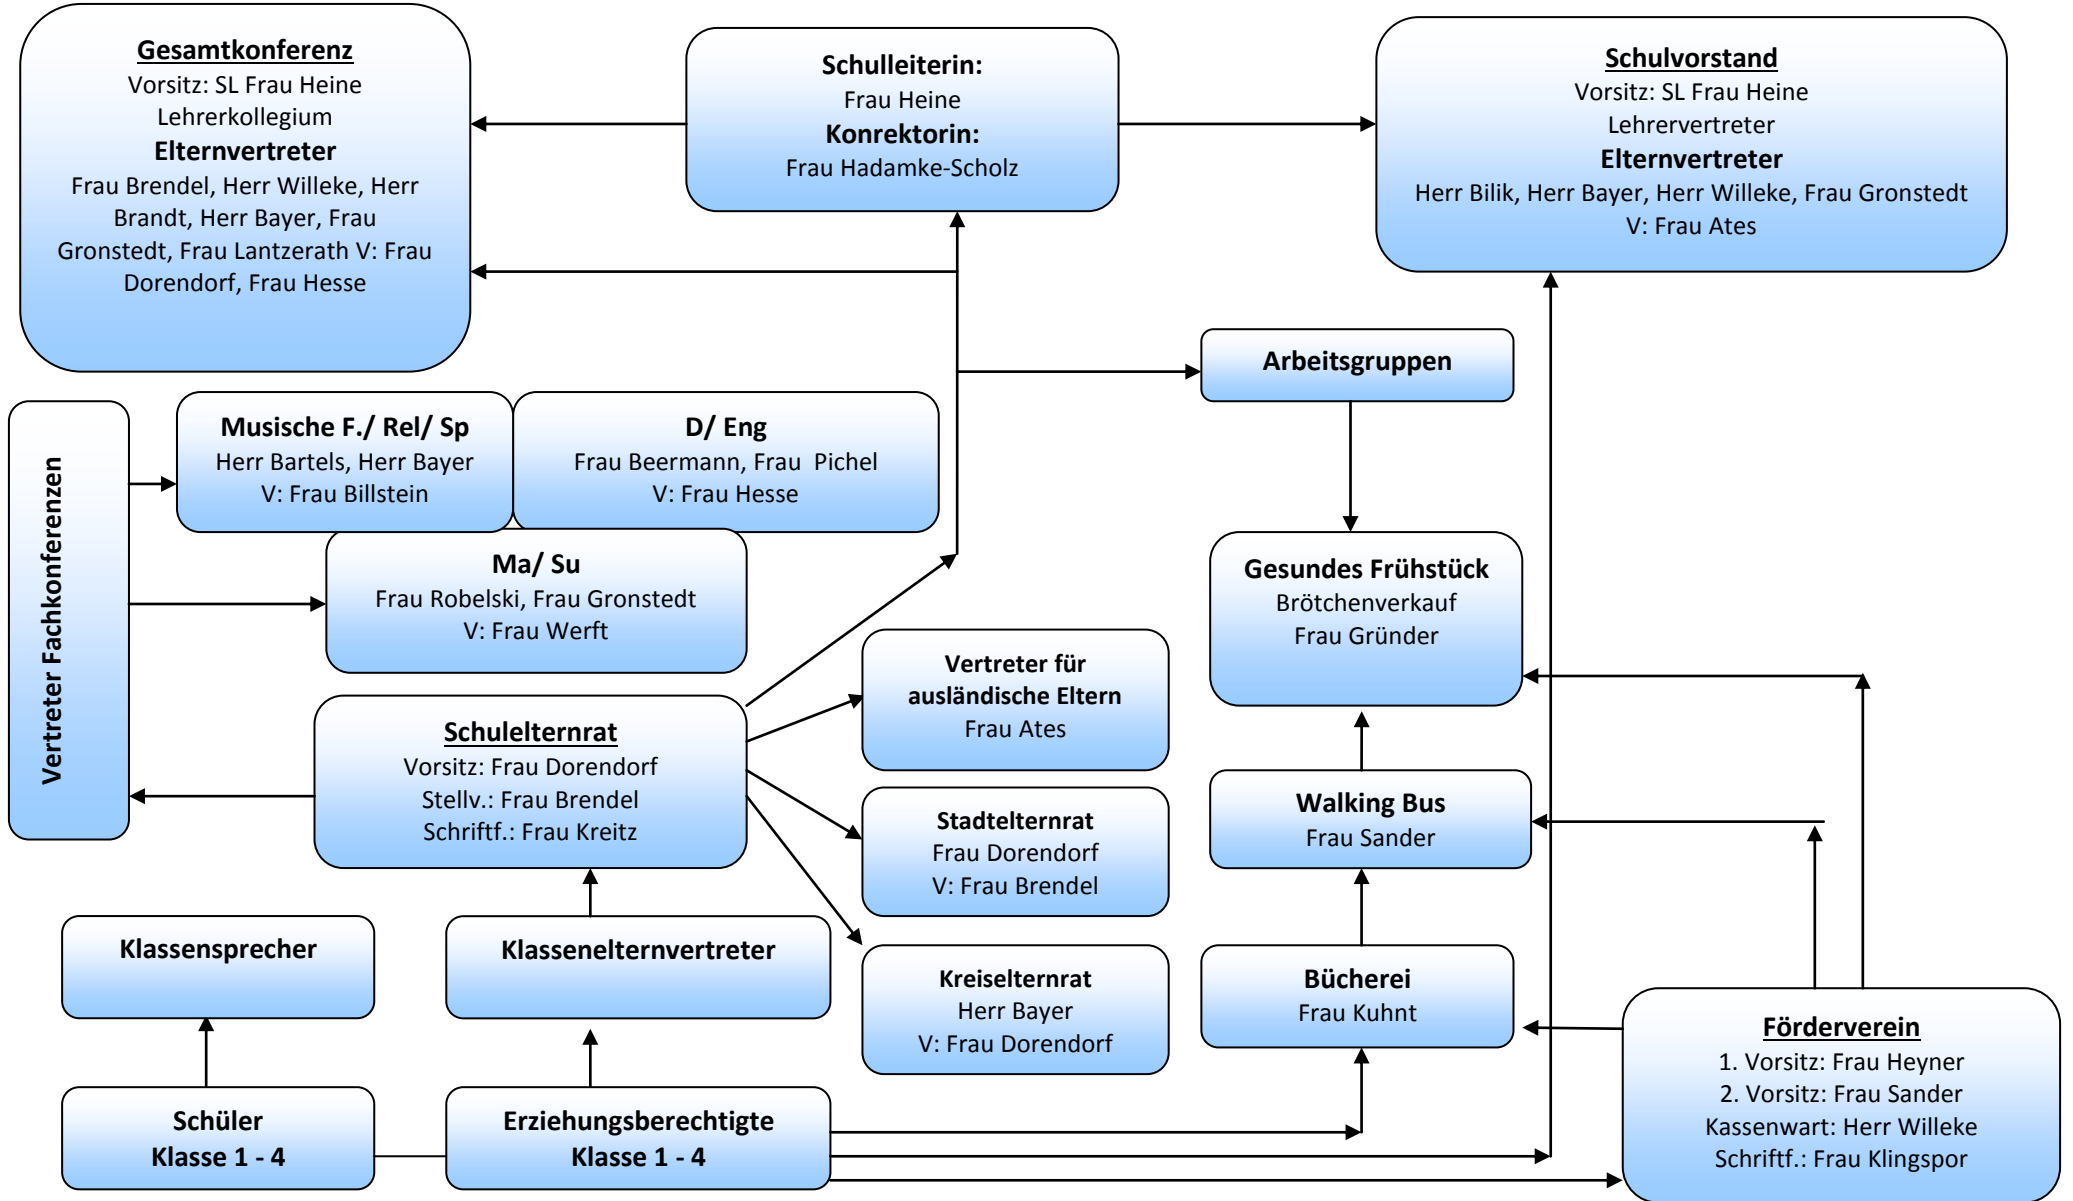 Gesamtkonferenz
Vorsitz: SL Frau Heine
Lehrerkollegium
Elternvertreter
Frau Brendel, Herr Willeke, Herr
Brandt, Herr Bayer, Frau
Gronstedt, Frau Lantzerath V: Frau
Dorendorf, Frau Hesse
Schulleiterin:
Frau Heine
Konrektorin:
Frau Hadamke-Scholz
Schulvorstand
Vorsitz: SL Frau Heine
Lehrervertreter
Elternvertreter
Herr Bilik, Herr Bayer, Herr Willeke, Frau Gronstedt
V: Frau Ates
Arbeitsgruppen
Vertreter Fachkonferenzen
Musische F./ Rel/ Sp
Herr Bartels, Herr Bayer
V: Frau Billstein
D/ Eng
Frau Beermann, Frau  Pichel
V: Frau Hesse
Ma/ Su
Frau Robelski, Frau Gronstedt
V: Frau Werft
Gesundes Frühstück
Brötchenverkauf
Frau Gründer
Vertreter für
ausländische Eltern
Frau Ates
Schulelternrat
Vorsitz: Frau Dorendorf
Stellv.: Frau Brendel
Schriftf.: Frau Kreitz
Stadtelternrat
Frau Dorendorf
V: Frau Brendel
Walking Bus
Frau Sander
Klassensprecher
Klassenelternvertreter
Kreiselternrat
Herr Bayer
V: Frau Dorendorf
Bücherei
Frau Kuhnt
Förderverein
1. Vorsitz: Frau Heyner
2. Vorsitz: Frau Sander
Kassenwart: Herr Willeke
Schriftf.: Frau Klingspor
Schüler
Klasse 1 - 4
Erziehungsberechtigte
Klasse 1 - 4